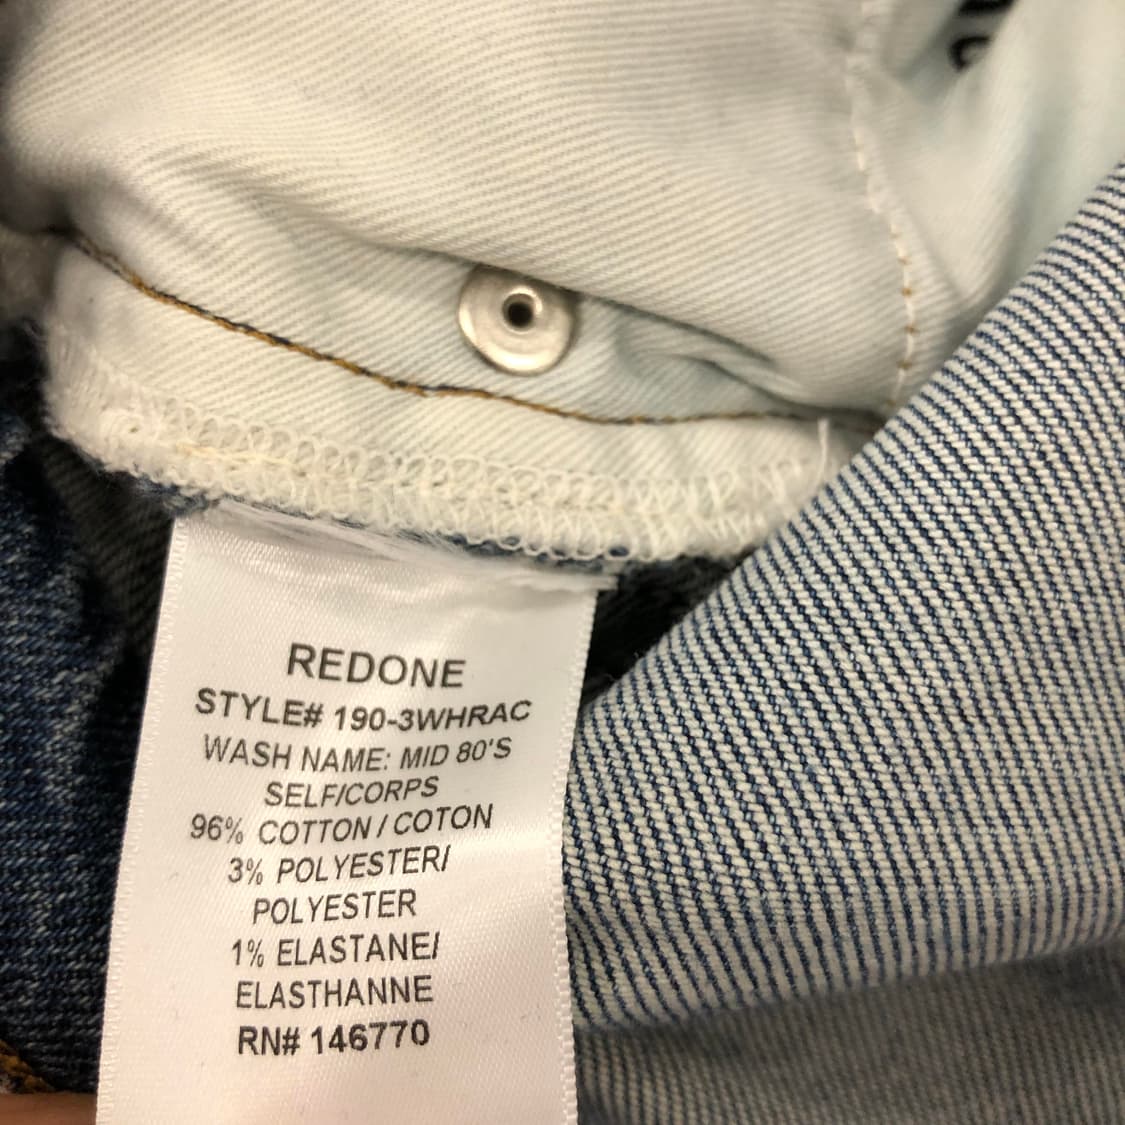 REDONE
STYLE# 190-3WHRAC
WASH NAME: MID 80'S
SELF/CORPS
96% COTTON / COTON
3% POLYESTER/
POLYESTER
1% ELASTANE/
ELASTHANNE
RN# 146770